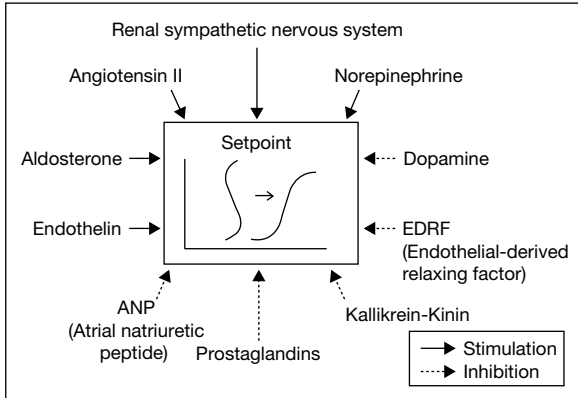 Renal sympathetic nervous system
Angiotensin II
Norepinephrine
Setpoint
Aldosterone
Dopamine
Endothelin
EDRF
(Endothelial-derived
relaxing factor)
ANP
(Atrial natriuretic
peptide)
Prostaglandins
Kallikrein-Kinin
Stimulation
Inhibition